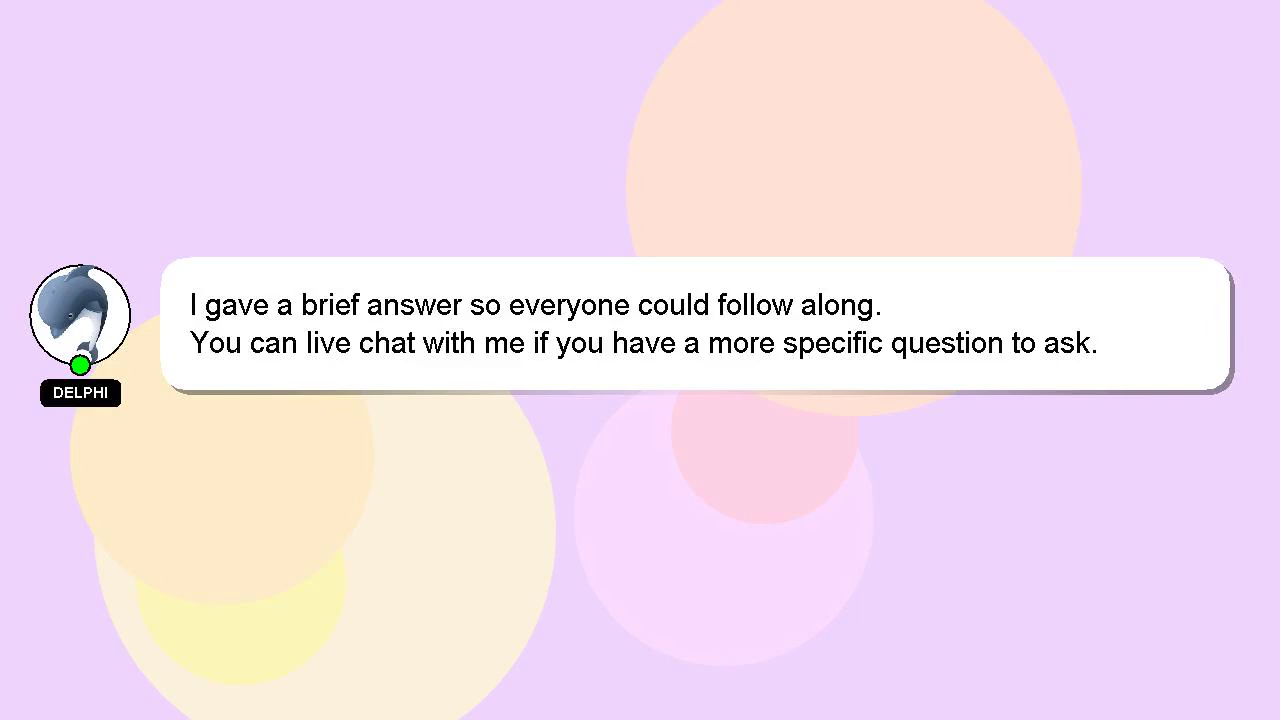 I gave a brief answer so everyone could follow along.
You can live chat with me if you have a more specific question to ask.
DELPHI